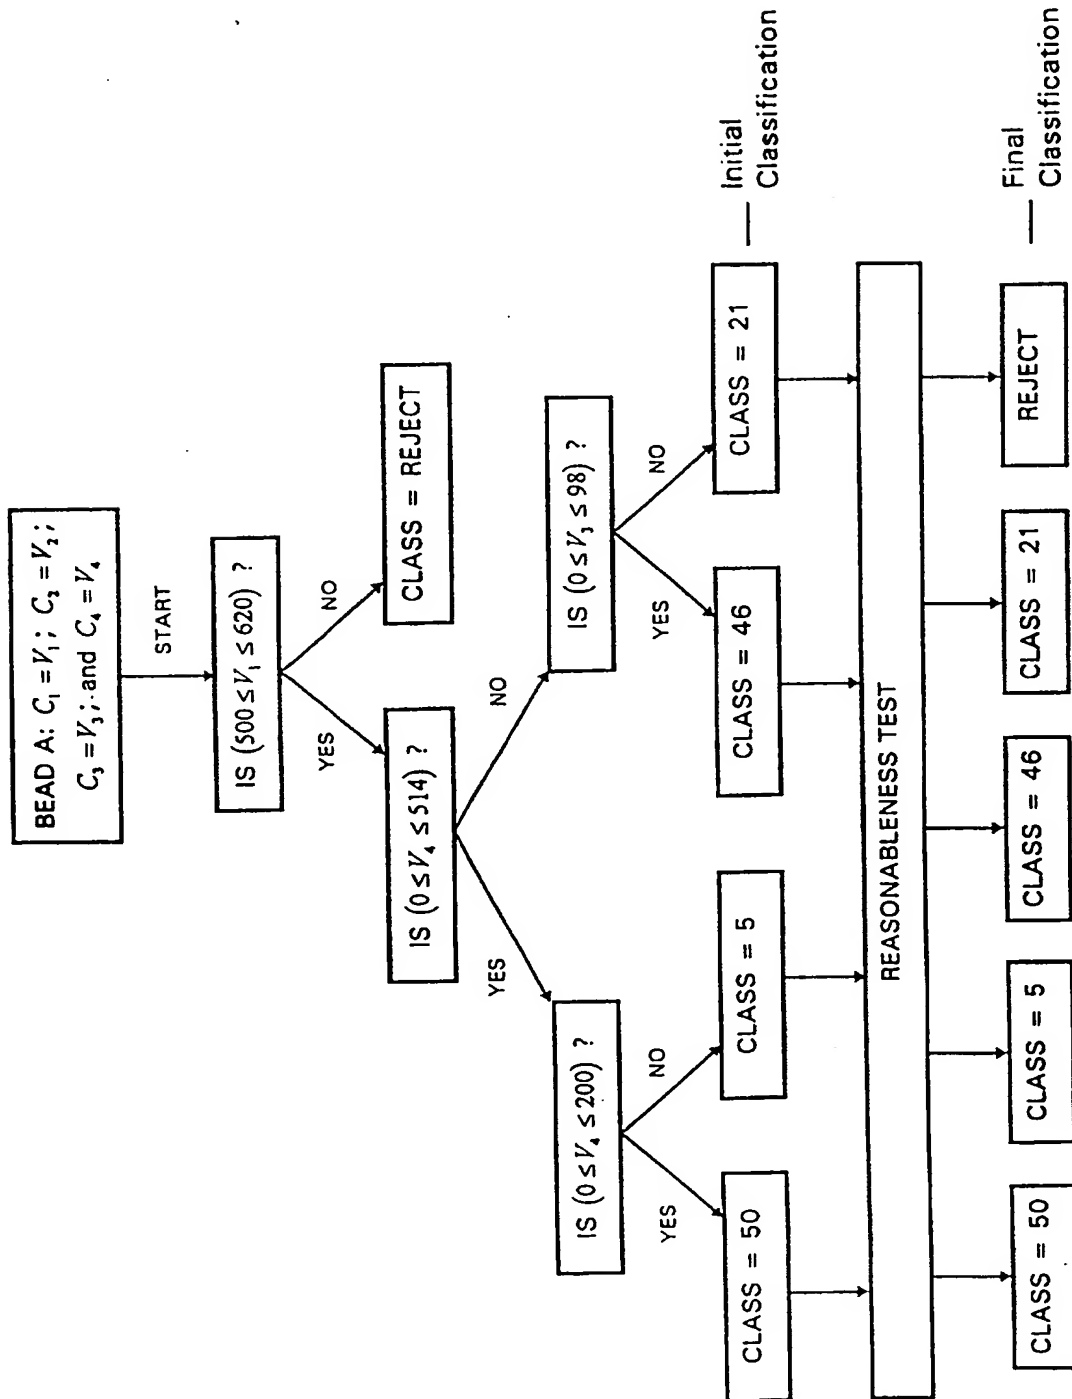 BEAD A: C₁ = V₁; C₂ = V₂;
C₃ = V₃; and C₄ = V₄
START
IS (500 ≤ V₁ ≤ 620) ?
YES
NO
IS (0 ≤ V₄ ≤ 514) ?
CLASS = REJECT
YES
NO
IS (0 ≤ V₄ ≤ 200) ?
IS (0 ≤ V₃ ≤ 98) ?
YES
NO
YES
NO
CLASS = 50
CLASS = 5
CLASS = 46
CLASS = 21
— Initial
Classification
REASONABLENESS TEST
CLASS = 50
CLASS = 5
CLASS = 46
CLASS = 21
REJECT
— Final
Classification